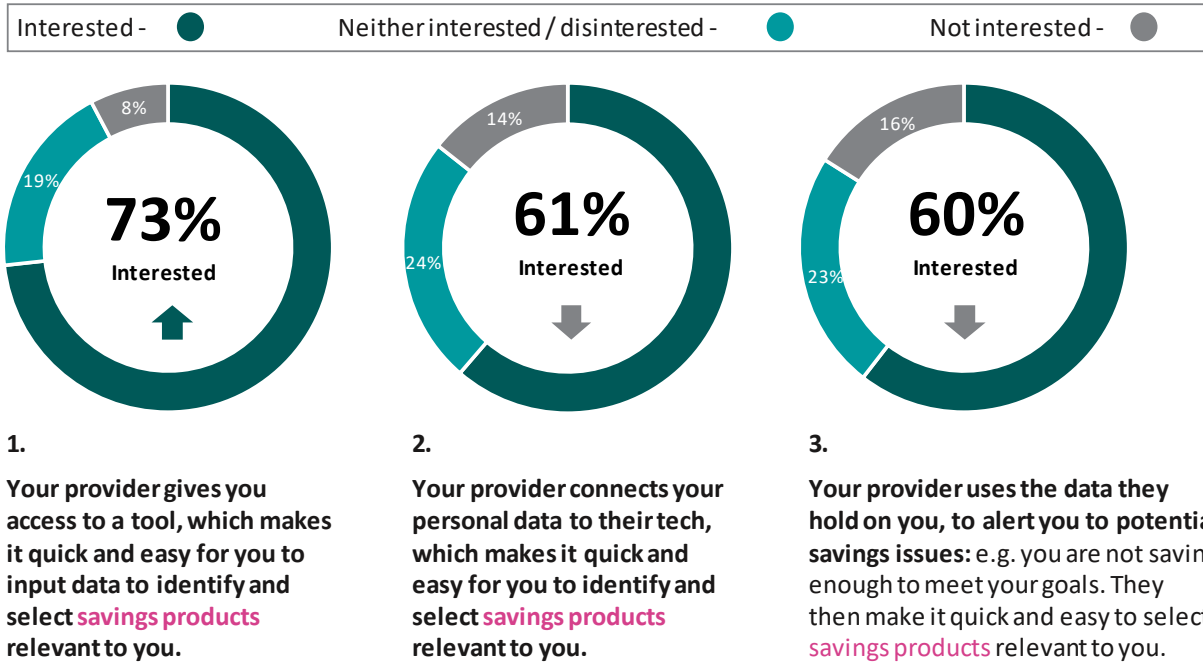 Interested -
Neither interested / disinterested -
Not interested -
8%
19%
73%
Interested
14%
24%
61%
Interested
16%
23%
60%
Interested
1.
Your provider gives you
access to a tool, which makes
it quick and easy for you to
input data to identify and
select savings products
relevant to you.
2.
Your provider connects your
personal data to their tech,
which makes it quick and
easy for you to identify and
select savings products
relevant to you.
3.
Your provider uses the data they
hold on you, to alert you to potentia
savings issues: e.g. you are not savin
enough to meet your goals. They
then make it quick and easy to select
savings products relevant to you.